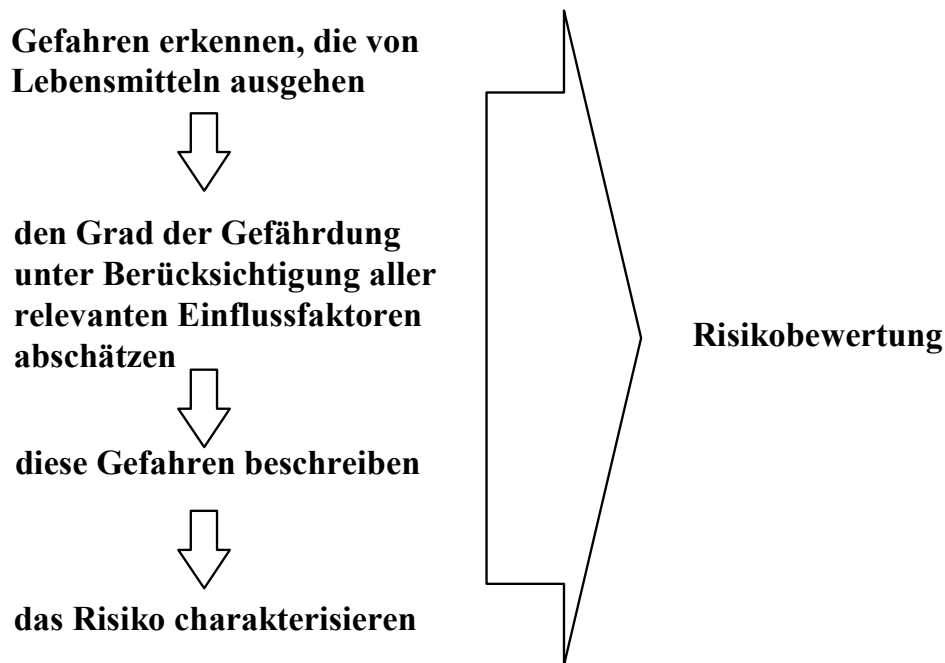 Gefahren erkennen, die von
Lebensmitteln ausgehen
den Grad der Gefährdung
unter Berücksichtigung aller
relevanten Einflussfaktoren
abschätzen
diese Gefahren beschreiben
das Risiko charakterisieren
Risikobewertung